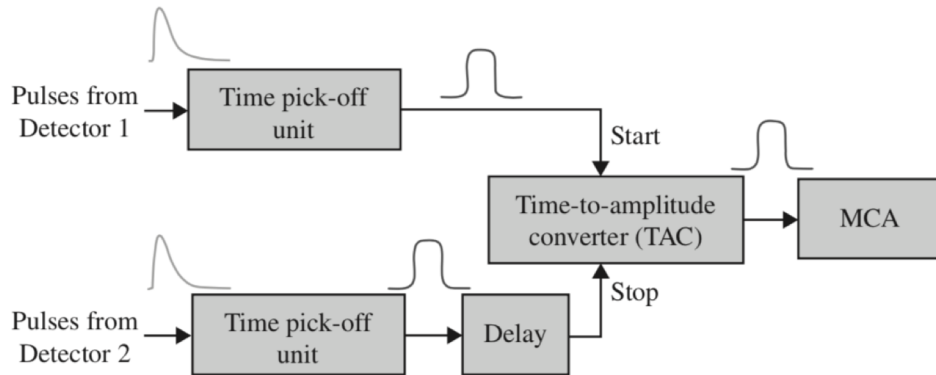 Pulses from
Detector 1
Time pick-off
unit
Start
Time-to-amplitude
converter (TAC)
MCA
Stop
Pulses from
Detector 2
Time pick-off
unit
Delay